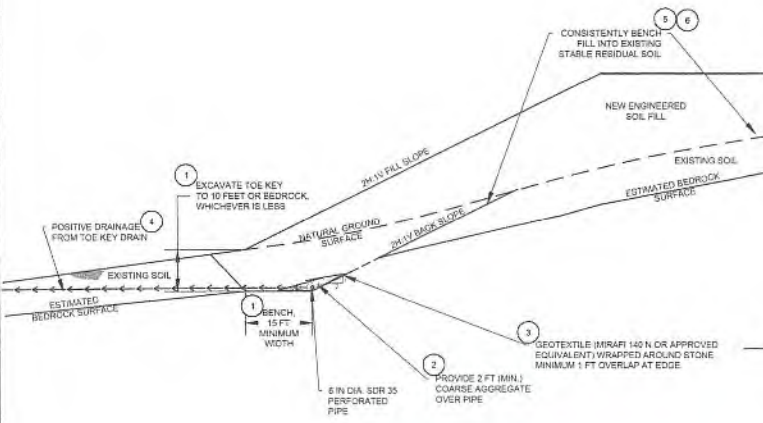 5 6
CONSISTENTLY BENCH
FILL INTO EXISTING
STABLE RESIDUAL SOIL
NEW ENGINEERED
SOIL FILL
2H:1V FILL SLOPE
EXISTING SOIL
ESTIMATED BEDROCK
SURFACE
1
EXCAVATE TOE KEY
TO 10 FEET OR BEDROCK,
WHICHEVER IS LESS
4
POSITIVE DRAINAGE
FROM TOE KEY DRAIN
NATURAL GROUND
SURFACE
2H:1V BACK SLOPE
EXISTING SOIL
ESTIMATED
BEDROCK SURFACE
1
BENCH,
15 FT
MINIMUM
WIDTH
3
GEOTEXTILE (MIRAFI 140 N OR APPROVED
EQUIVALENT) WRAPPED AROUND STONE
MINIMUM 1 FT OVERLAP AT EDGE
2
PROVIDE 2 FT (MIN.)
COARSE AGGREGATE
OVER PIPE
6 IN DIA. SDR 35
PERFORATED
PIPE